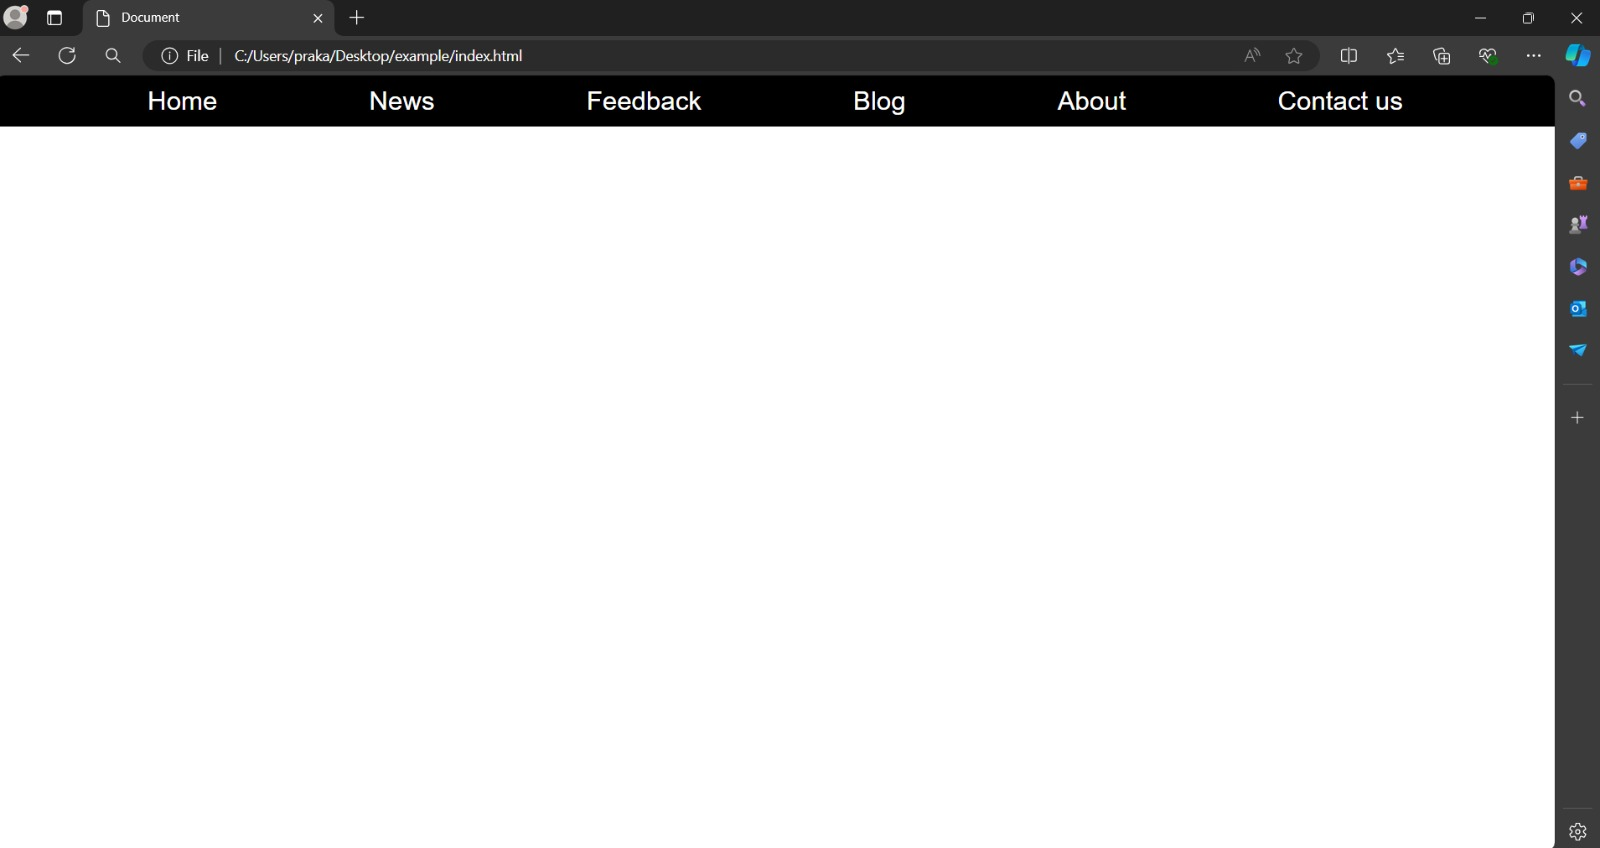 Document
File C:/Users/praka/Desktop/example/index.html
Home News Feedback Blog About Contact us